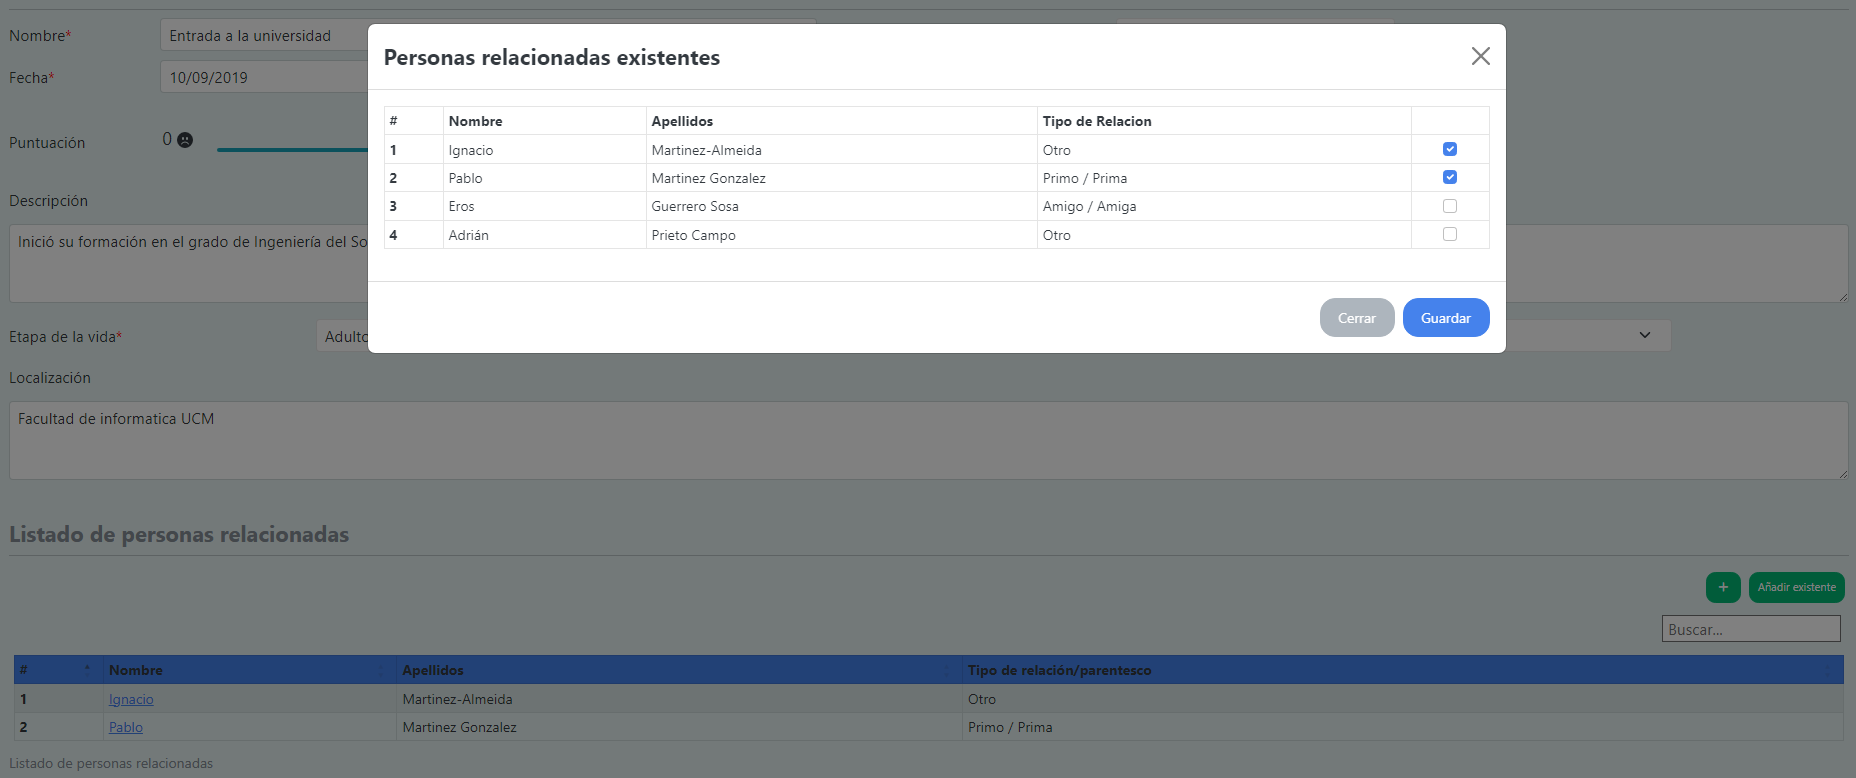 Nombre*
Entrada a la universidad
Fecha*
10/09/2019
Puntuación
0
Descripción
Inició su formación en el grado de Ingeniería del So
Etapa de la vida*
Adulto
Localización
Facultad de informatica UCM
Personas relacionadas existentes
# Nombre Apellidos Tipo de Relacion
1 Ignacio Martinez-Almeida Otro
2 Pablo Martinez Gonzalez Primo / Prima
3 Eros Guerrero Sosa Amigo / Amiga
4 Adrián Prieto Campo Otro
Cerrar Guardar
Listado de personas relacionadas
+ Añadir existente
Buscar...
# Nombre Apellidos Tipo de relación/parentesco
1 Ignacio Martinez-Almeida Otro
2 Pablo Martinez Gonzalez Primo / Prima
Listado de personas relacionadas